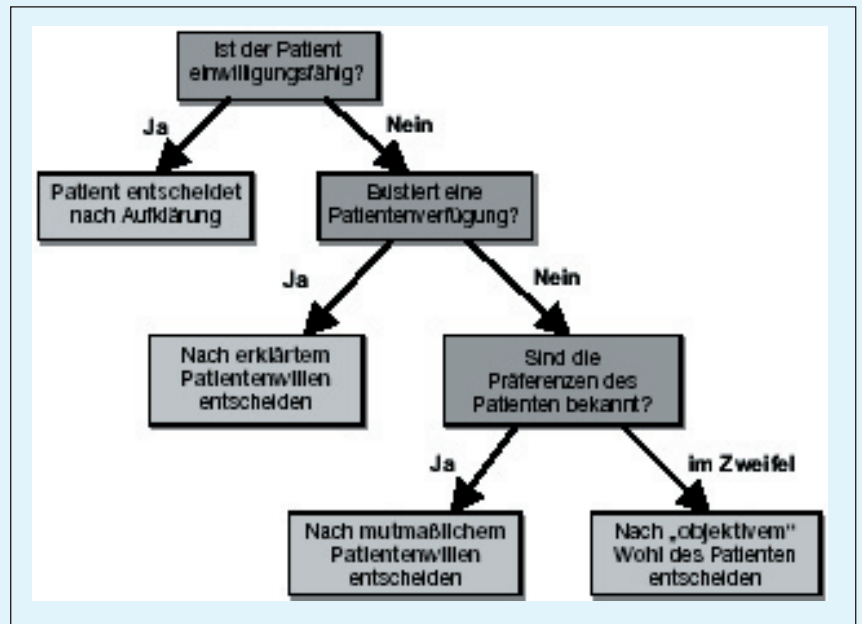 Ist der Patient
einwilligungsfähig?
Ja
Nein
Patient entscheidet
nach Aufklärung
Existiert eine
Patientenverfügung?
Ja
Nein
Nach erklärtem
Patientenwillen
entscheiden
Sind die
Präferenzen des
Patienten bekannt?
Ja
im Zweifel
Nach mutmaßlichem
Patientenwillen
entscheiden
Nach „objektivem“
Wohl des Patienten
entscheiden